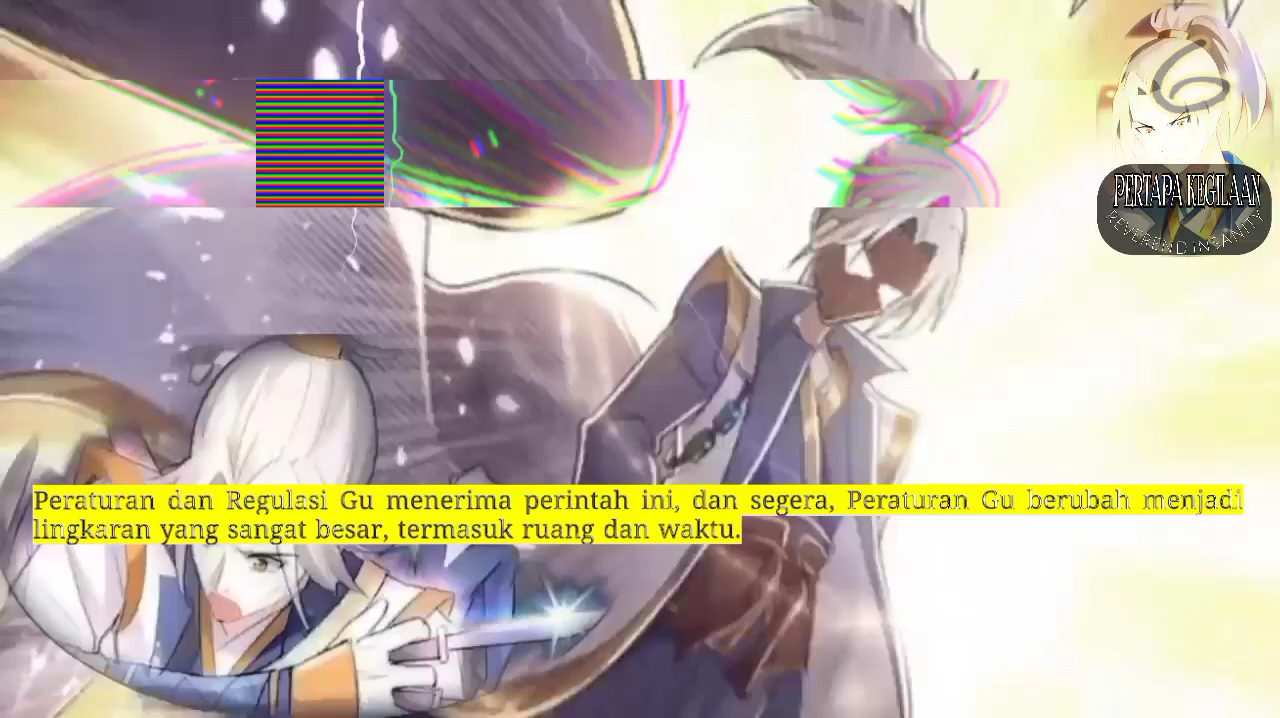 PERTAPA KEGILAAN
REVEREND INSANITY
Peraturan dan Regulasi Gu menerima perintah ini, dan segera, Peraturan Gu berubah menjadi
lingkaran yang sangat besar, termasuk ruang dan waktu.